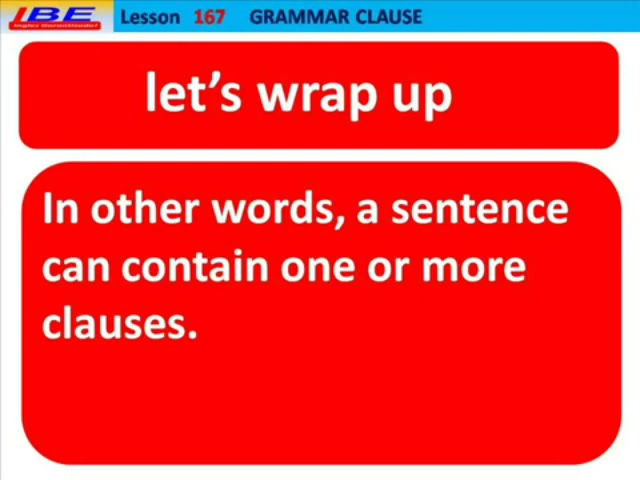 IBE Lesson 167 GRAMMAR CLAUSE
let's wrap up
In other words, a sentence
can contain one or more
clauses.